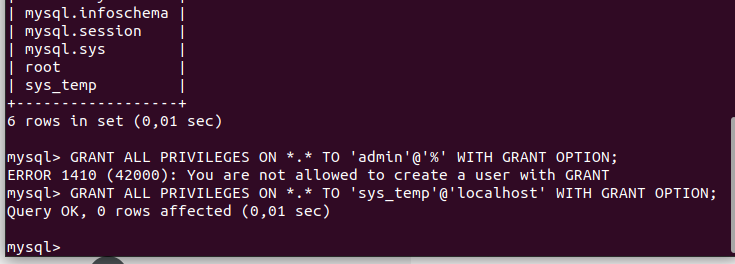 | mysql.infoschema |
| mysql.session    |
| mysql.sys        |
| root             |
| sys_temp         |
+------------------+
6 rows in set (0,01 sec)
mysql> GRANT ALL PRIVILEGES ON *.* TO 'admin'@'%' WITH GRANT OPTION;
ERROR 1410 (42000): You are not allowed to create a user with GRANT
mysql> GRANT ALL PRIVILEGES ON *.* TO 'sys_temp'@'localhost' WITH GRANT OPTION;
Query OK, 0 rows affected (0,01 sec)
mysql>